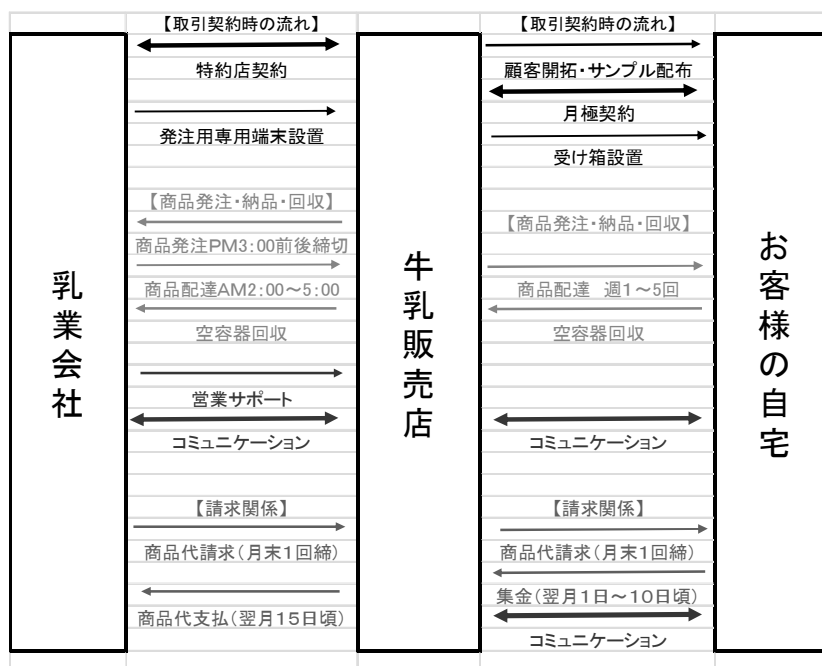 乳業会社
【取引契約時の流れ】
特約店契約
発注用専用端末設置
【商品発注・納品・回収】
商品発注PM3:00前後締切
商品配達AM2:00～5:00
空容器回収
営業サポート
コミュニケーション
【請求関係】
商品代請求(月末1回締)
商品代支払(翌月15日頃)
牛乳販売店
【取引契約時の流れ】
顧客開拓・サンプル配布
月極契約
受け箱設置
【商品発注・納品・回収】
商品配達　週1～5回
空容器回収
コミュニケーション
【請求関係】
商品代請求(月末1回締)
集金(翌月1日～10日頃)
コミュニケーション
お客様の自宅